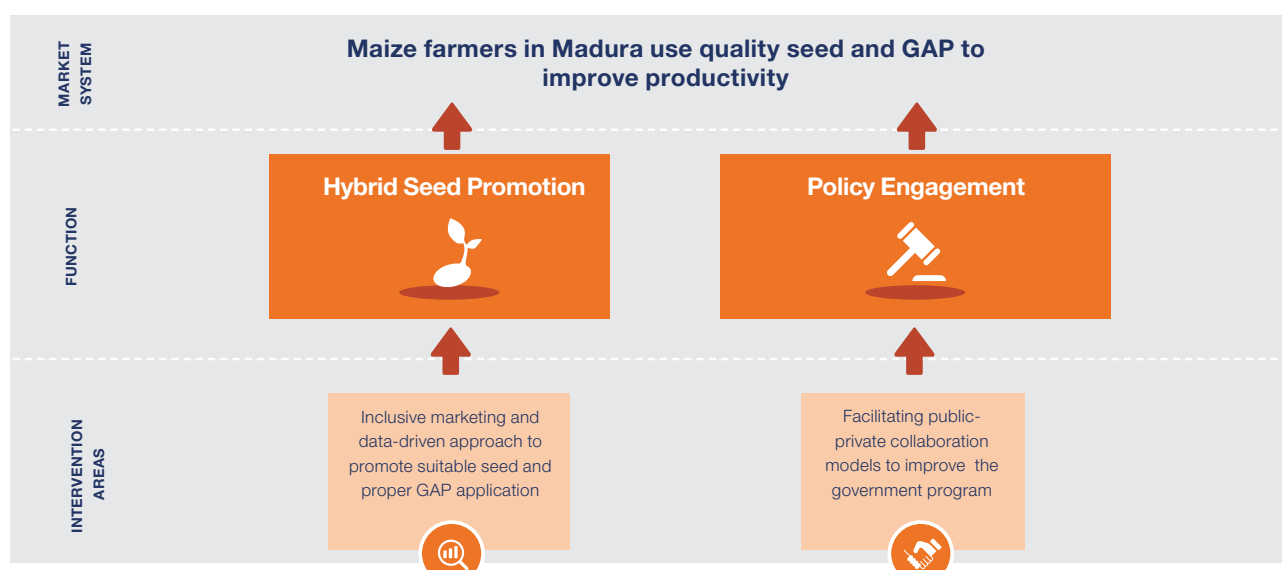 MARKET
SYSTEM
Maize farmers in Madura use quality seed and GAP to
improve productivity
FUNCTION
Hybrid Seed Promotion
Policy Engagement
INTERVENTION
AREAS
Inclusive marketing and
data-driven approach to
promote suitable seed and
proper GAP application
Facilitating public-
private collaboration
models to improve the
government program